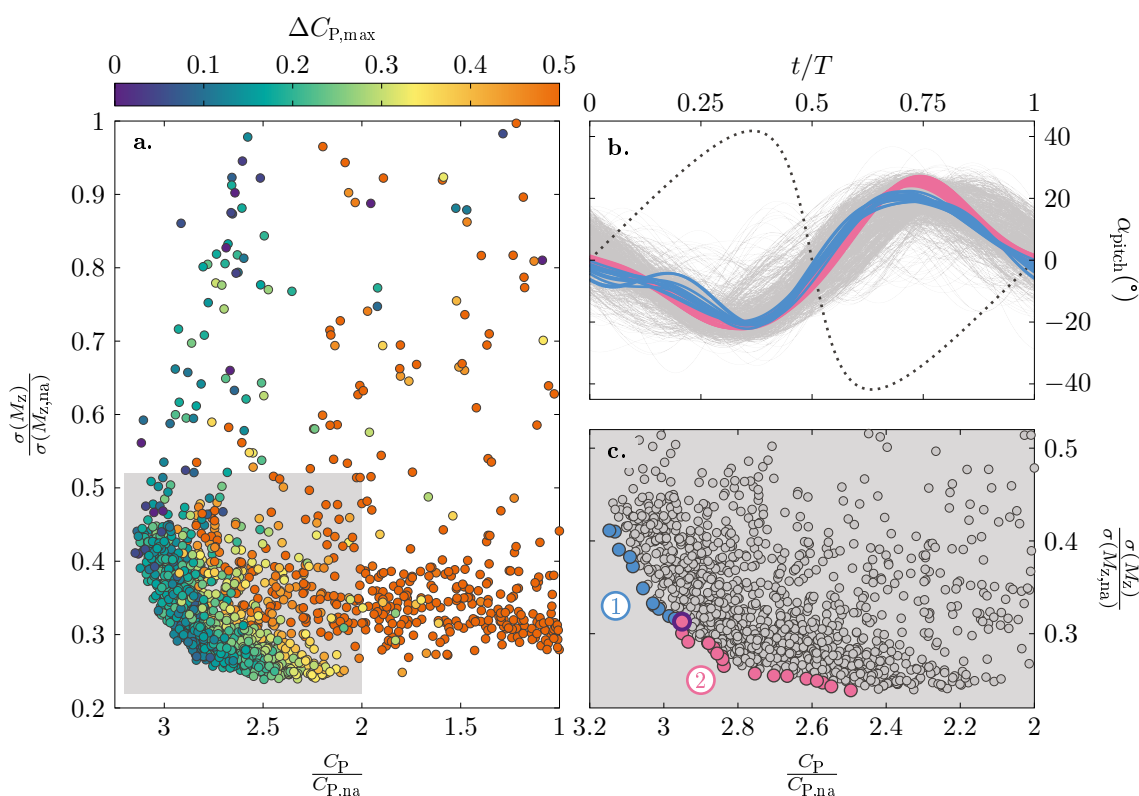 ΔC_P,max
0 0.1 0.2 0.3 0.4 0.5
a.
1
0.9
0.8
0.7
0.6
0.5
0.4
0.3
0.2
σ(M_z)
σ(M_z,na)
3 2.5 2 1.5 1
C_P
C_P,na
t/T
0 0.25 0.5 0.75 1
b.
40
20
0
−20
−40
α_pitch(°)
c.
0.5
0.4
0.3
σ(M_z)
σ(M_z,na)
1
2
3.2 3 2.8 2.6 2.4 2.2 2
C_P
C_P,na